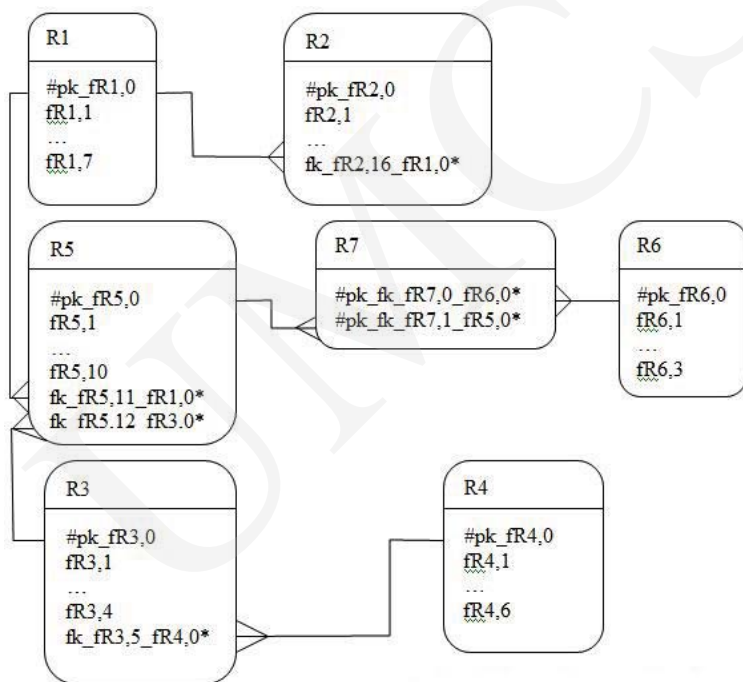 R1
#pk_fR1,0
fR1,1
...
fR1,7
R2
#pk_fR2,0
fR2,1
...
fk_fR2,16_fR1,0*
R5
#pk_fR5,0
fR5,1
...
fR5,10
fk_fR5,11_fR1,0*
fk_fR5.12_fR3.0*
R7
#pk_fk_fR7,0_fR6,0*
#pk_fk_fR7,1_fR5,0*
R6
#pk_fR6,0
fR6,1
...
fR6,3
R3
#pk_fR3,0
fR3,1
...
fR3,4
fk_fR3,5_fR4,0*
R4
#pk_fR4,0
fR4,1
...
fR4,6
UMCS